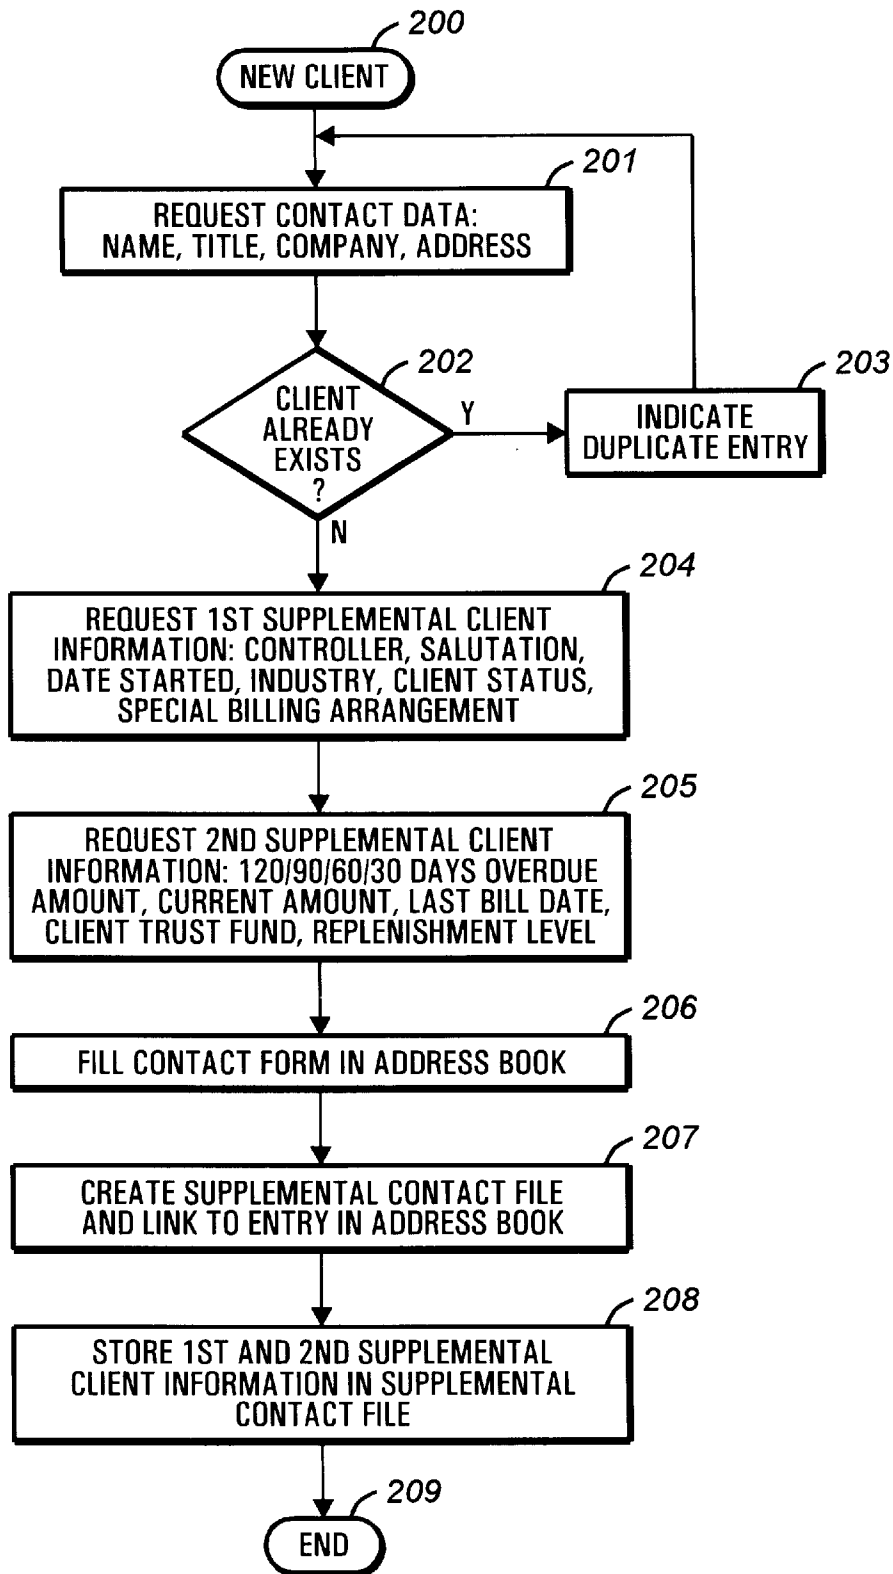 200
NEW CLIENT
201
REQUEST CONTACT DATA:
NAME, TITLE, COMPANY, ADDRESS
202
CLIENT
ALREADY
EXISTS
?
Y
N
203
INDICATE
DUPLICATE ENTRY
204
REQUEST 1ST SUPPLEMENTAL CLIENT
INFORMATION: CONTROLLER, SALUTATION,
DATE STARTED, INDUSTRY, CLIENT STATUS,
SPECIAL BILLING ARRANGEMENT
205
REQUEST 2ND SUPPLEMENTAL CLIENT
INFORMATION: 120/90/60/30 DAYS OVERDUE
AMOUNT, CURRENT AMOUNT, LAST BILL DATE,
CLIENT TRUST FUND, REPLENISHMENT LEVEL
206
FILL CONTACT FORM IN ADDRESS BOOK
207
CREATE SUPPLEMENTAL CONTACT FILE
AND LINK TO ENTRY IN ADDRESS BOOK
208
STORE 1ST AND 2ND SUPPLEMENTAL
CLIENT INFORMATION IN SUPPLEMENTAL
CONTACT FILE
209
END